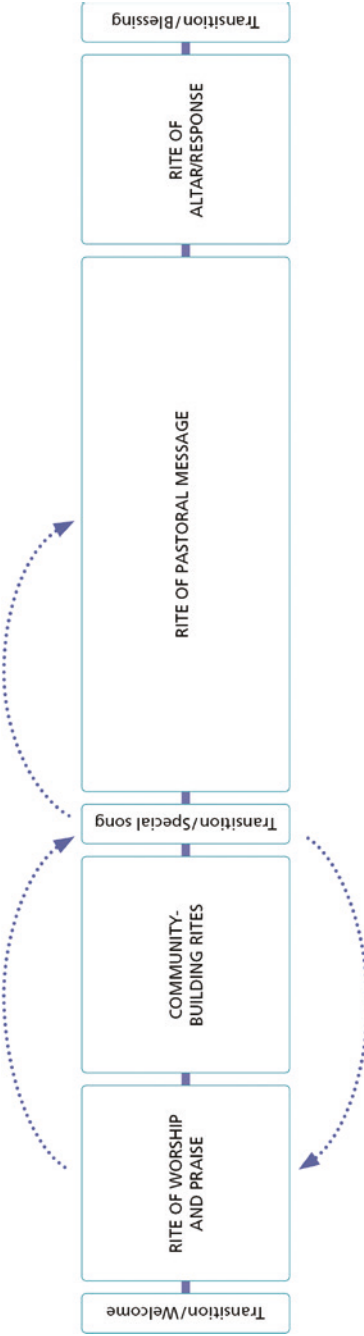 Transition/Welcome
RITE OF WORSHIP
AND PRAISE
COMMUNITY-
BUILDING RITES
Transition/Special song
RITE OF PASTORAL MESSAGE
RITE OF
ALTAR/RESPONSE
Transition/Blessing